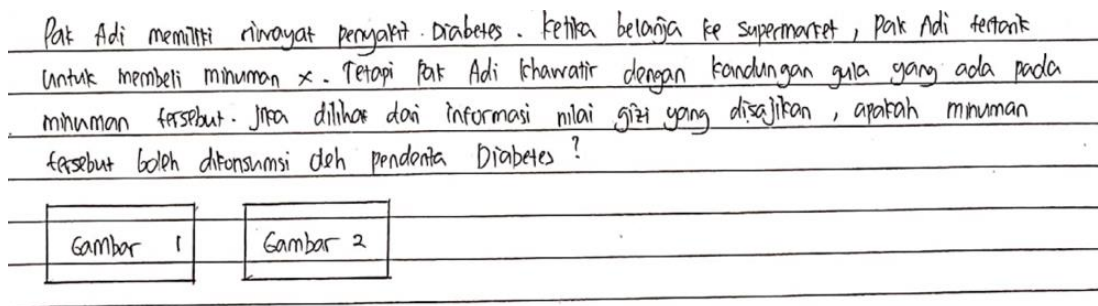 Pak Adi memiliki riwayat penyakit Diabetes. Ketika belanja ke supermarket, Pak Adi tertarik
untuk membeli minuman x. Tetapi Pak Adi khawatir dengan kandungan gula yang ada pada
minuman tersebut. Jika dilihat dari informasi nilai gizi yang disajikan, apakah minuman
tersebut boleh dikonsumsi oleh penderita Diabetes?
Gambar 1 Gambar 2